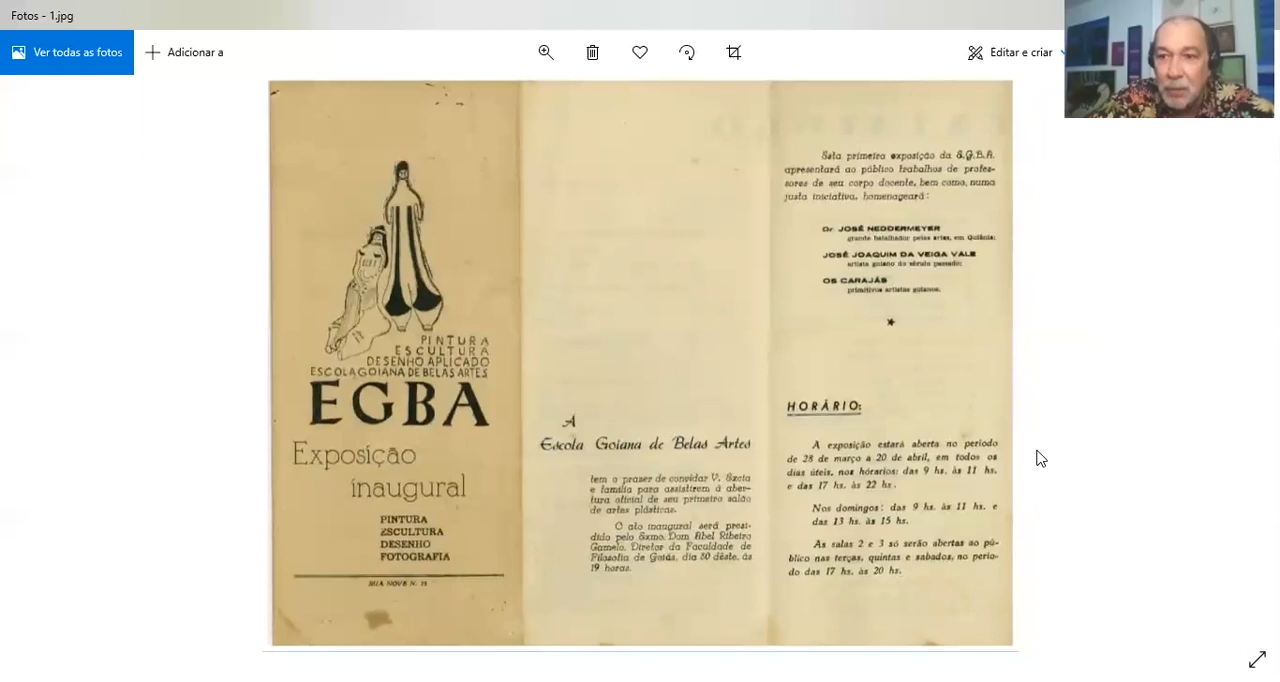 Fotos - 1.jpg
Ver todas as fotos
Adicionar a
Editar e criar
PINTURA
ESCULTURA
DESENHO APLICADO
ESCOLA GOIANA DE BELAS ARTES
EGBA
Exposição
inaugural
PINTURA
ESCULTURA
DESENHO
FOTOGRAFIA
RUA NOVE N.
A
Escola Goiana de Belas Artes
tem o prazer de convidar V. Excia
e família para assistirem à aber-
tura oficial de seu primeiro salão
de artes plásticas.
O ato inaugural será presi-
dido pelo Exmo. Dom Abel Ribeiro
Camelo, Diretor da Faculdade de
Filosofia de Goiás, dia 30 dêste, às
19 horas.
Esta primeira exposição da E.G.B.A.
apresentará ao público trabalhos de profes-
sores de seu corpo docente, bem como, numa
justa iniciativa, homenageará:
Dr. JOSÉ NEDDERMEYER
grande batalhador pelas artes, em Goiânia;
JOSÉ JOAQUIM DA VEIGA VALE
artista goiano do século passado;
OS CARAJÁS
primitivos artistas goianos.
HORÁRIO:
A exposição estará aberta no período
de 28 de março a 20 de abril, em todos os
dias úteis, nos hórarios: das 9 hs. às 11 hs.
e das 17 hs. às 22 hs.
Nos domingos: das 9 hs. às 11 hs. e
das 13 hs. às 15 hs.
As salas 2 e 3 só serão abertas ao pú-
blico nas terças, quintas e sabados, no perío-
do das 17 hs. às 20 hs.